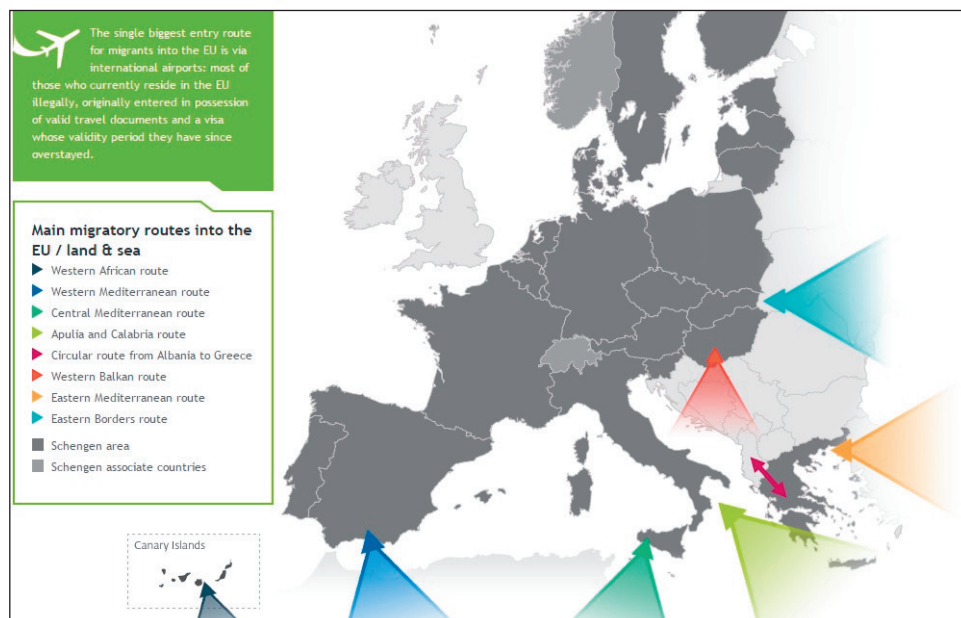 The single biggest entry route
for migrants into the EU is via
international airports: most of
those who currently reside in the EU
illegally, originally entered in possession
of valid travel documents and a visa
whose validity period they have since
overstayed.
Main migratory routes into the
EU / land & sea
Western African route
Western Mediterranean route
Central Mediterranean route
Apulia and Calabria route
Circular route from Albania to Greece
Western Balkan route
Eastern Mediterranean route
Eastern Borders route
Schengen area
Schengen associate countries
Canary Islands